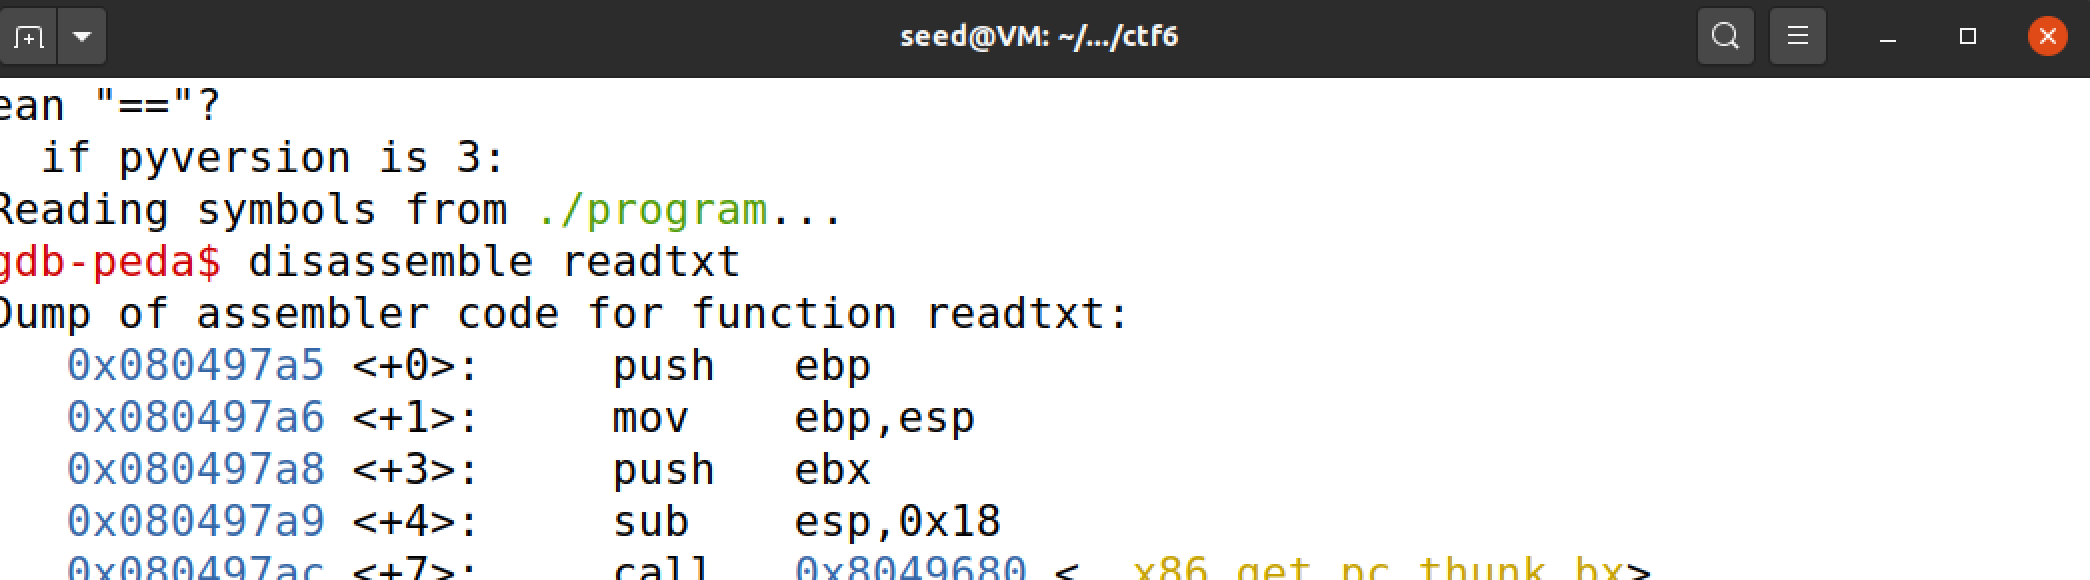 seed@VM: ~/.../ctf6
ean "=="?
if pyversion is 3:
Reading symbols from ./program...
gdb-peda$ disassemble readtxt
Dump of assembler code for function readtxt:
0x080497a5 <+0>: push ebp
0x080497a6 <+1>: mov ebp,esp
0x080497a8 <+3>: push ebx
0x080497a9 <+4>: sub esp,0x18
0x080497ac <+7>: call 0x8049680 <__x86.get_pc_thunk.bx>